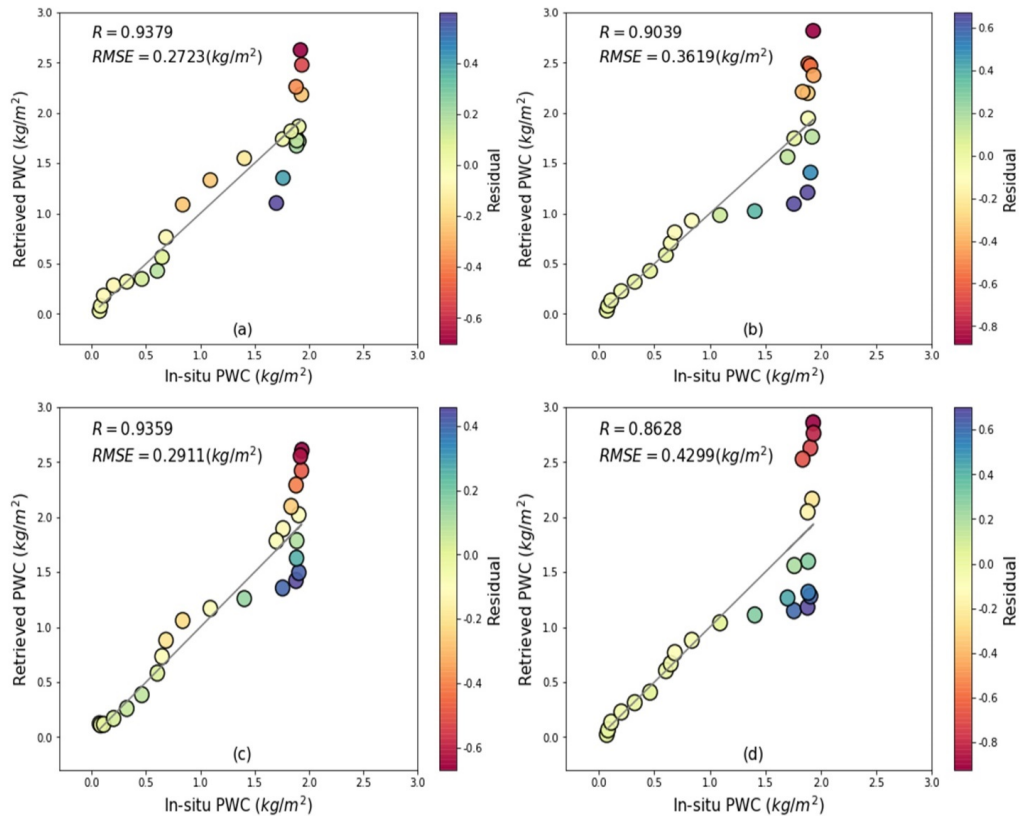 R = 0.9379
RMSE = 0.2723(kg/m²)
3.0
2.5
2.0
1.5
1.0
0.5
0.0
Retrieved PWC (kg/m²)
(a)
0.0 0.5 1.0 1.5 2.0 2.5 3.0
In-situ PWC (kg/m²)
0.4
0.2
0.0
-0.2
-0.4
-0.6
Residual
R = 0.9039
RMSE = 0.3619(kg/m²)
3.0
2.5
2.0
1.5
1.0
0.5
0.0
Retrieved PWC (kg/m²)
(b)
0.0 0.5 1.0 1.5 2.0 2.5 3.0
In-situ PWC (kg/m²)
0.6
0.4
0.2
0.0
-0.2
-0.4
-0.6
-0.8
Residual
R = 0.9359
RMSE = 0.2911(kg/m²)
3.0
2.5
2.0
1.5
1.0
0.5
0.0
Retrieved PWC (kg/m²)
(c)
0.0 0.5 1.0 1.5 2.0 2.5 3.0
In-situ PWC (kg/m²)
0.4
0.2
0.0
-0.2
-0.4
-0.6
Residual
R = 0.8628
RMSE = 0.4299(kg/m²)
3.0
2.5
2.0
1.5
1.0
0.5
0.0
Retrieved PWC (kg/m²)
(d)
0.0 0.5 1.0 1.5 2.0 2.5 3.0
In-situ PWC (kg/m²)
0.6
0.4
0.2
0.0
-0.2
-0.4
-0.6
-0.8
Residual